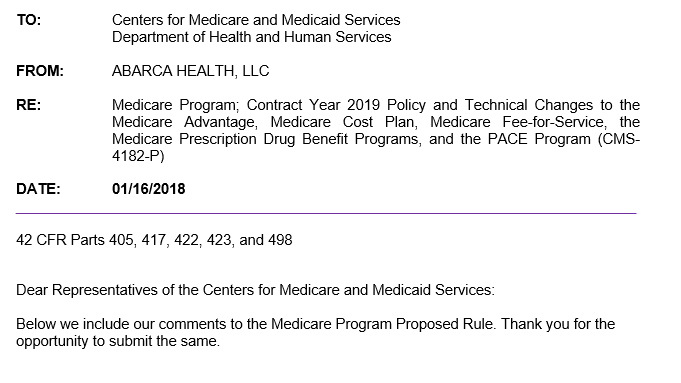 TO: Centers for Medicare and Medicaid Services
Department of Health and Human Services
FROM: ABARCA HEALTH, LLC
RE: Medicare Program; Contract Year 2019 Policy and Technical Changes to the
Medicare Advantage, Medicare Cost Plan, Medicare Fee-for-Service, the
Medicare Prescription Drug Benefit Programs, and the PACE Program (CMS-
4182-P)
DATE: 01/16/2018
42 CFR Parts 405, 417, 422, 423, and 498
Dear Representatives of the Centers for Medicare and Medicaid Services:
Below we include our comments to the Medicare Program Proposed Rule. Thank you for the
opportunity to submit the same.